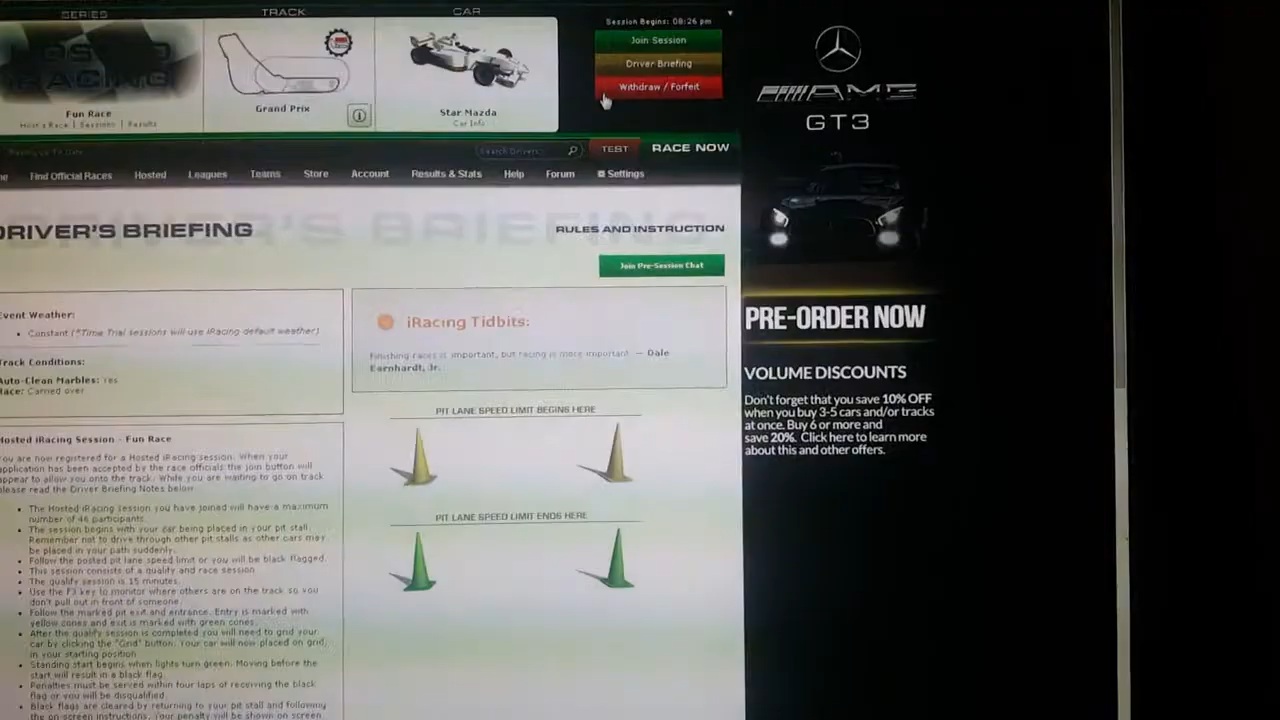 SERIES
TRACK
CAR
Session Begins: 08:26 pm
Join Session
Driver Briefing
Withdraw / Forfeit
Fun Race
Host's Race | Sessions | Results
Grand Prix
Star Mazda
Car Info
Search Drivers...
TEST
RACE NOW
Find Official Races
Hosted
Leagues
Teams
Store
Account
Results & Stats
Help
Forum
Settings
DRIVER'S BRIEFING
RULES AND INSTRUCTION
Join Pre-Session Chat
Event Weather:
Constant (*Time Trial sessions will use iRacing default weather)
Track Conditions:
Auto-Clean Marbles: Yes
Race: Carried over
iRacing Tidbits:
Finishing races is important, but racing is more important. — Dale
Earnhardt, Jr.
PIT LANE SPEED LIMIT BEGINS HERE
PIT LANE SPEED LIMIT ENDS HERE
Hosted iRacing Session - Fun Race
You are now registered for a Hosted iRacing session. When your
application has been accepted by the race officials the join button will
appear to allow you onto the track. While you are waiting to go on track
please read the Driver Briefing Notes below
The Hosted iRacing session you have joined will have a maximum
number of 46 participants.
The session begins with your car being placed in your pit stall.
Remember not to drive through other pit stalls as other cars may
be placed in your path suddenly.
Follow the posted pit lane speed limit or you will be black flagged.
This session consists of a qualify and race session.
The qualify session is 15 minutes.
Use the F3 key to monitor where others are on the track so you
don't pull out in front of someone.
Follow the marked pit exit and entrance. Entry is marked with
yellow cones and exit is marked with green cones.
After the qualify session is completed you will need to grid your
car by clicking the "Grid" button. Your car will now placed on grid,
in your starting position
Standing start begins when lights turn green. Moving before the
start will result in a black flag.
Penalties must be served within four laps of receiving the black
flag or you will be disqualified.
Black flags are cleared by returning to your pit stall and following
the on screen instructions. Your penalty will be shown on screen
AMG
GT3
PRE-ORDER NOW
VOLUME DISCOUNTS
Don't forget that you save 10% OFF
when you buy 3-5 cars and/or tracks
at once. Buy 6 or more and
save 20%. Click here to learn more
about this and other offers.